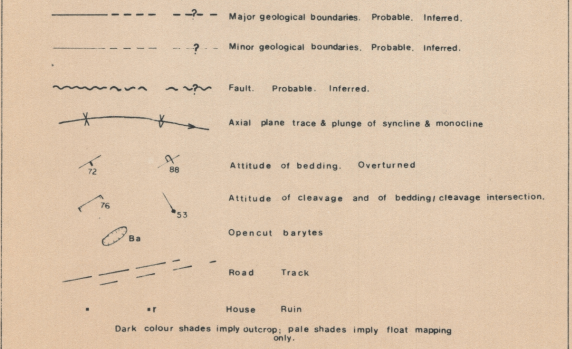 ? Major geological boundaries. Probable. Inferred.
? Minor geological boundaries. Probable. Inferred.
? Fault. Probable. Inferred.
Axial plane trace & plunge of syncline & monocline
72 88 Attitude of bedding. Overturned
76 53 Attitude of cleavage and of bedding/cleavage intersection.
Ba Opencut barytes
Road Track
r House Ruin
Dark colour shades imply outcrop; pale shades imply float mapping
only.